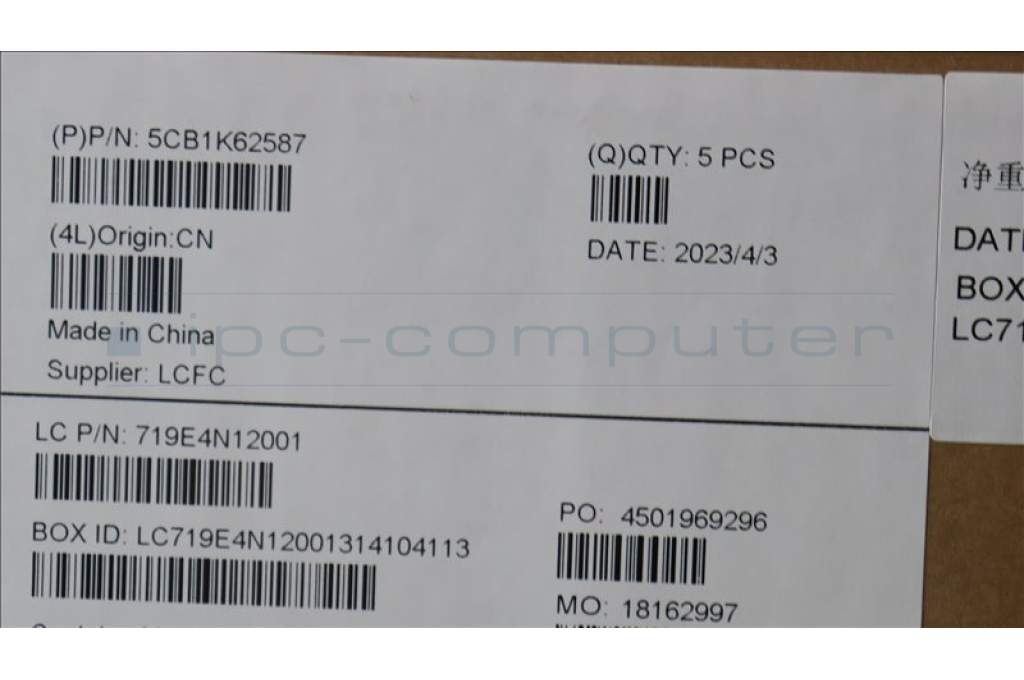 (P)P/N: 5CB1K62587
(Q)QTY: 5 PCS
(4L)Origin:CN
DATE: 2023/4/3
Made in China
Supplier: LCFC
ipc-computer
LC P/N: 719E4N12001
BOX ID: LC719E4N12001314104113
PO: 4501969296
MO: 18162997
净重
DAT
BOX
LC71